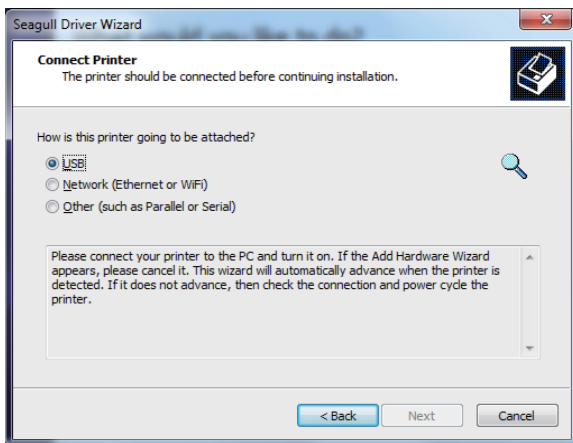 Seagull Driver Wizard
Connect Printer
The printer should be connected before continuing installation.
How is this printer going to be attached?
USB
Network (Ethernet or WiFi)
Other (such as Parallel or Serial)
Please connect your printer to the PC and turn it on. If the Add Hardware Wizard
appears, please cancel it. This wizard will automatically advance when the printer is
detected. If it does not advance, then check the connection and power cycle the
printer.
< Back
Next
Cancel